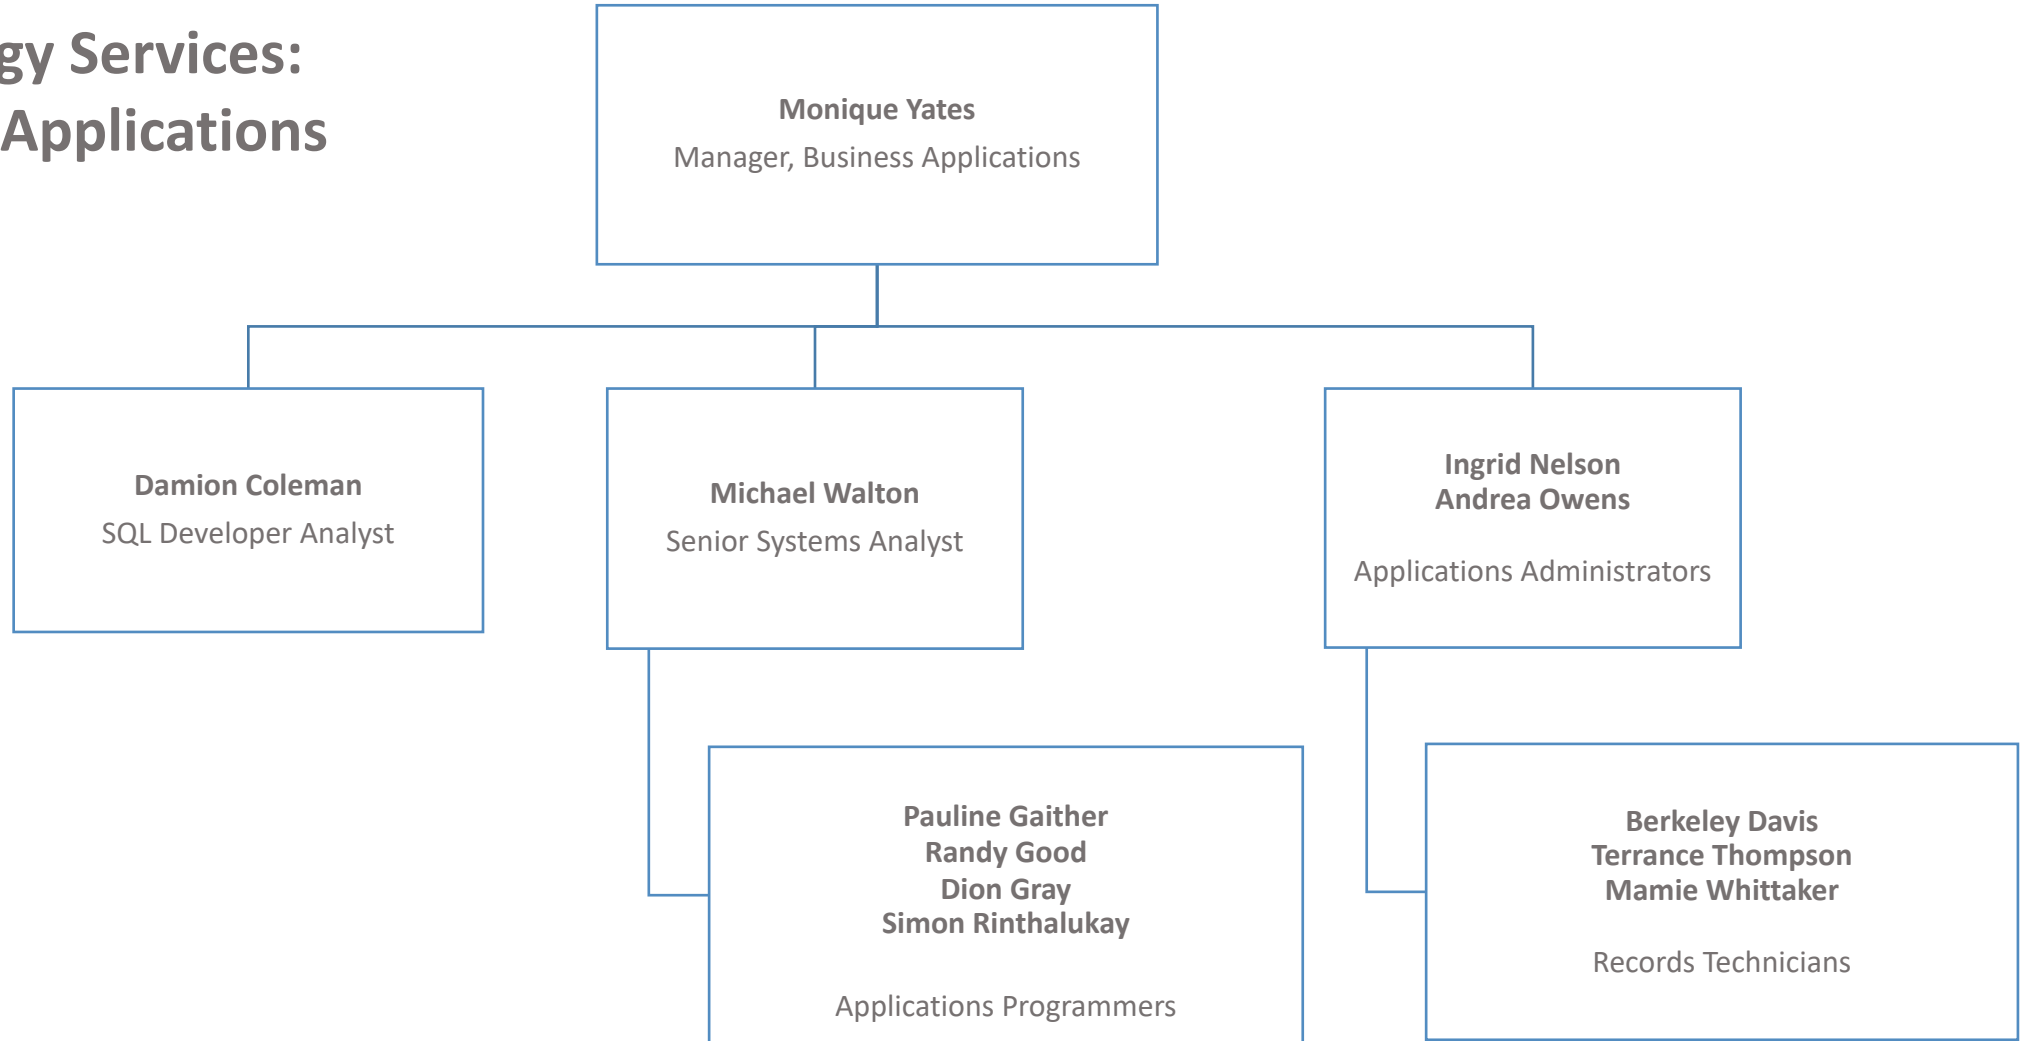 gy Services:
Applications
Monique Yates
Manager, Business Applications
Damion Coleman
SQL Developer Analyst
Michael Walton
Senior Systems Analyst
Ingrid Nelson
Andrea Owens
Applications Administrators
Pauline Gaither
Randy Good
Dion Gray
Simon Rinthalukay
Applications Programmers
Berkeley Davis
Terrance Thompson
Mamie Whittaker
Records Technicians